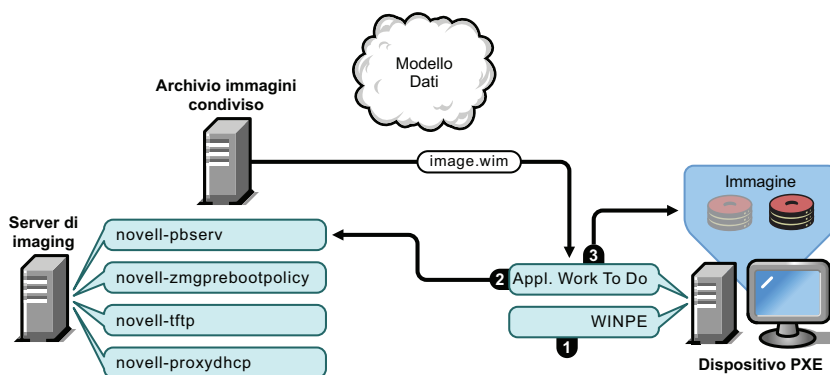 Modello
Dati
Archivio immagini
condiviso
image.wim
Immagine
Server di
imaging
novell-pbserv
novell-zmgprebootpolicy
novell-tftp
novell-proxydhcp
3
2 Appl. Work To Do
WINPE
1
Dispositivo PXE